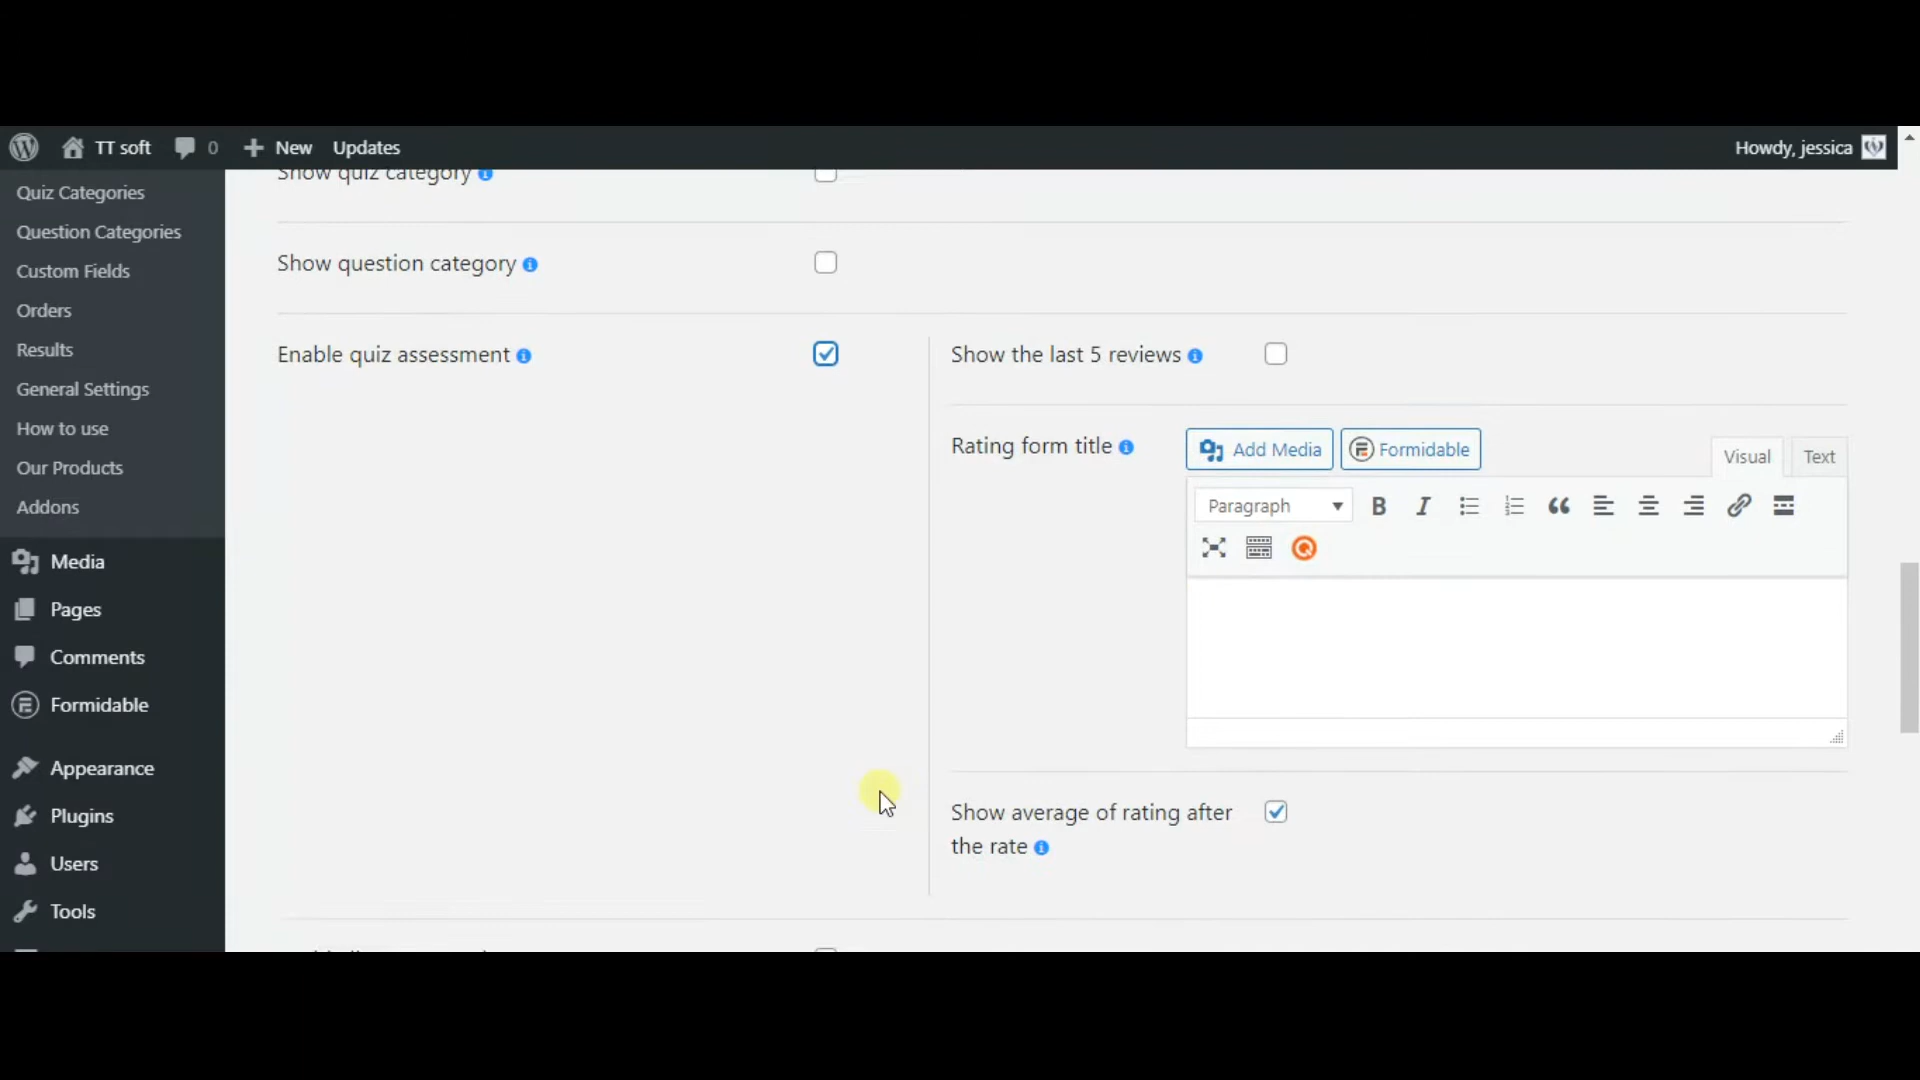 TT soft 0 New Updates Howdy, jessica
Quiz Categories
Question Categories
Custom Fields
Orders
Results
General Settings
How to use
Our Products
Addons
Media
Pages
Comments
Formidable
Appearance
Plugins
Users
Tools
Show quiz category
Show question category
Enable quiz assessment
Show the last 5 reviews
Rating form title
Add Media Formidable
Visual Text
Paragraph
Show average of rating after
the rate